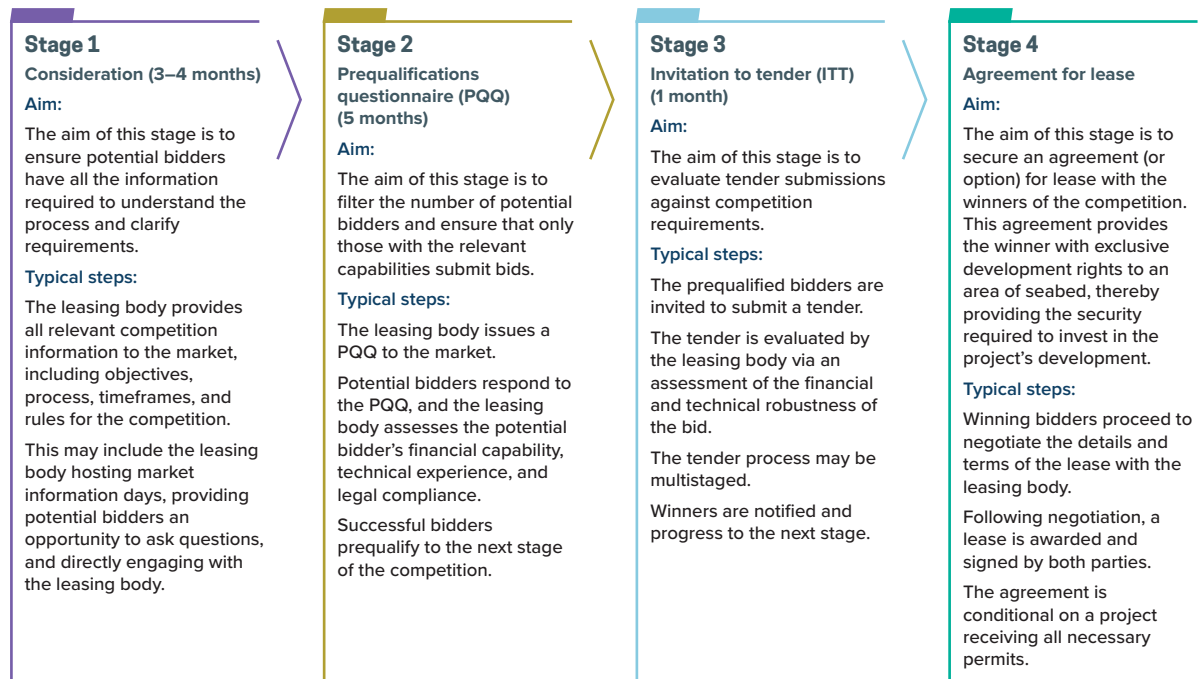 Stage 1
Consideration (3–4 months)
Aim:
The aim of this stage is to
ensure potential bidders
have all the information
required to understand the
process and clarify
requirements.
Typical steps:
The leasing body provides
all relevant competition
information to the market,
including objectives,
process, timeframes, and
rules for the competition.
This may include the leasing
body hosting market
information days, providing
potential bidders an
opportunity to ask questions,
and directly engaging with
the leasing body.
Stage 2
Prequalifications
questionnaire (PQQ)
(5 months)
Aim:
The aim of this stage is to
filter the number of potential
bidders and ensure that only
those with the relevant
capabilities submit bids.
Typical steps:
The leasing body issues a
PQQ to the market.
Potential bidders respond to
the PQQ, and the leasing
body assesses the potential
bidder's financial capability,
technical experience, and
legal compliance.
Successful bidders
prequalify to the next stage
of the competition.
Stage 3
Invitation to tender (ITT)
(1 month)
Aim:
The aim of this stage is to
evaluate tender submissions
against competition
requirements.
Typical steps:
The prequalified bidders are
invited to submit a tender.
The tender is evaluated by
the leasing body via an
assessment of the financial
and technical robustness of
the bid.
The tender process may be
multistaged.
Winners are notified and
progress to the next stage.
Stage 4
Agreement for lease
Aim:
The aim of this stage is to
secure an agreement (or
option) for lease with the
winners of the competition.
This agreement provides
the winner with exclusive
development rights to an
area of seabed, thereby
providing the security
required to invest in the
project's development.
Typical steps:
Winning bidders proceed to
negotiate the details and
terms of the lease with the
leasing body.
Following negotiation, a
lease is awarded and
signed by both parties.
The agreement is
conditional on a project
receiving all necessary
permits.